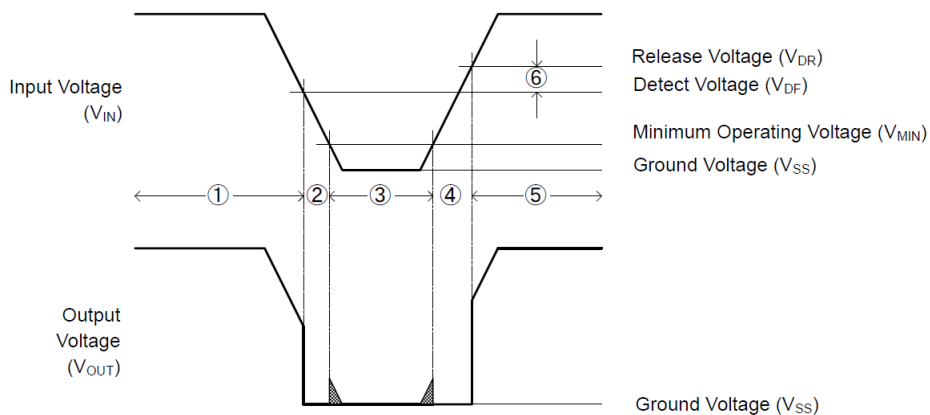 Input Voltage
(VIN)
Release Voltage (VDR)
⑥
Detect Voltage (VDF)
Minimum Operating Voltage (VMIN)
Ground Voltage (VSS)
① ② ③ ④ ⑤
Output
Voltage
(VOUT)
Ground Voltage (VSS)